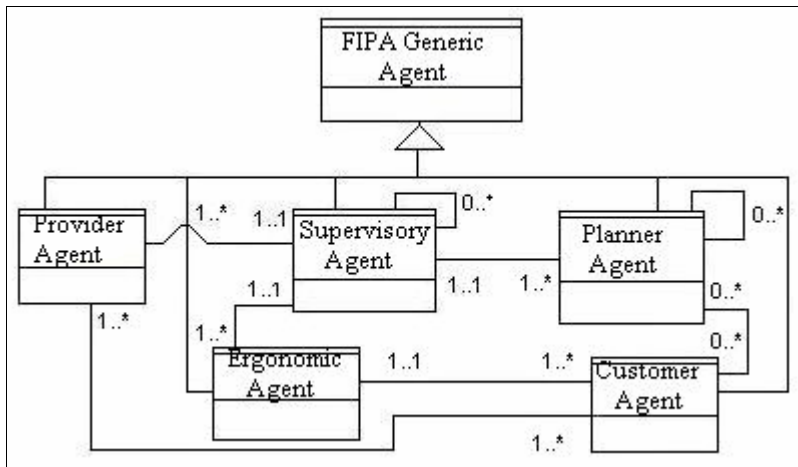 FIPA Generic
Agent
Provider
Agent
1..*
1..1
Supervisory
Agent
0..*
Planner
Agent
0..*
1..1
1..1
1..*
0..*
1..*
1..*
0..*
Ergonomic
Agent
1..1
1..*
Customer
Agent
1..*